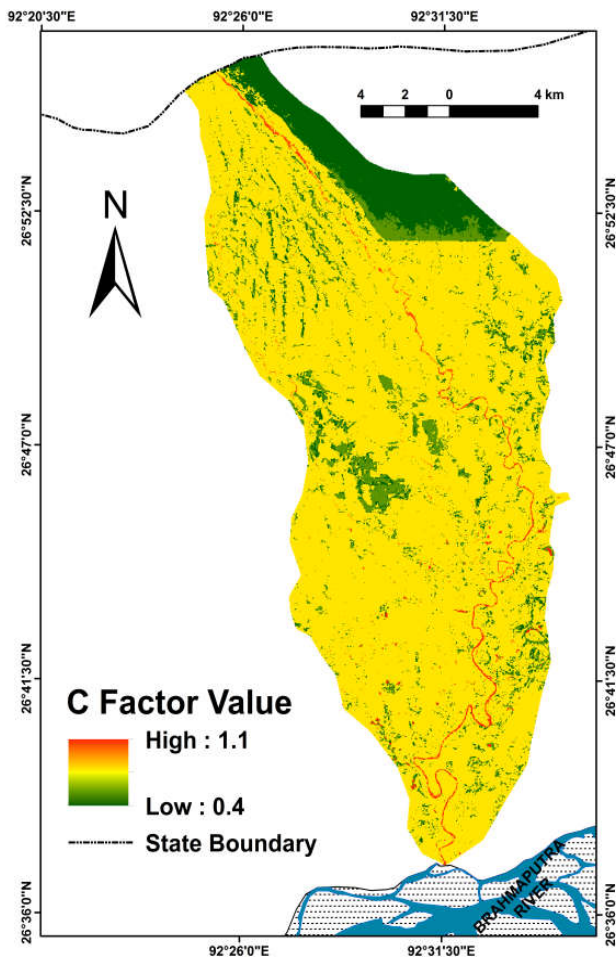 92°20'30"E 92°26'0"E 92°31'30"E
4 2 0 4 km
N
26°52'30"N 26°52'30"N
26°47'0"N 26°47'0"N
26°41'30"N 26°41'30"N
C Factor Value
High : 1.1
Low : 0.4
State Boundary
BRAHMAPUTRA
RIVER
26°36'0"N 26°36'0"N
92°26'0"E 92°31'30"E